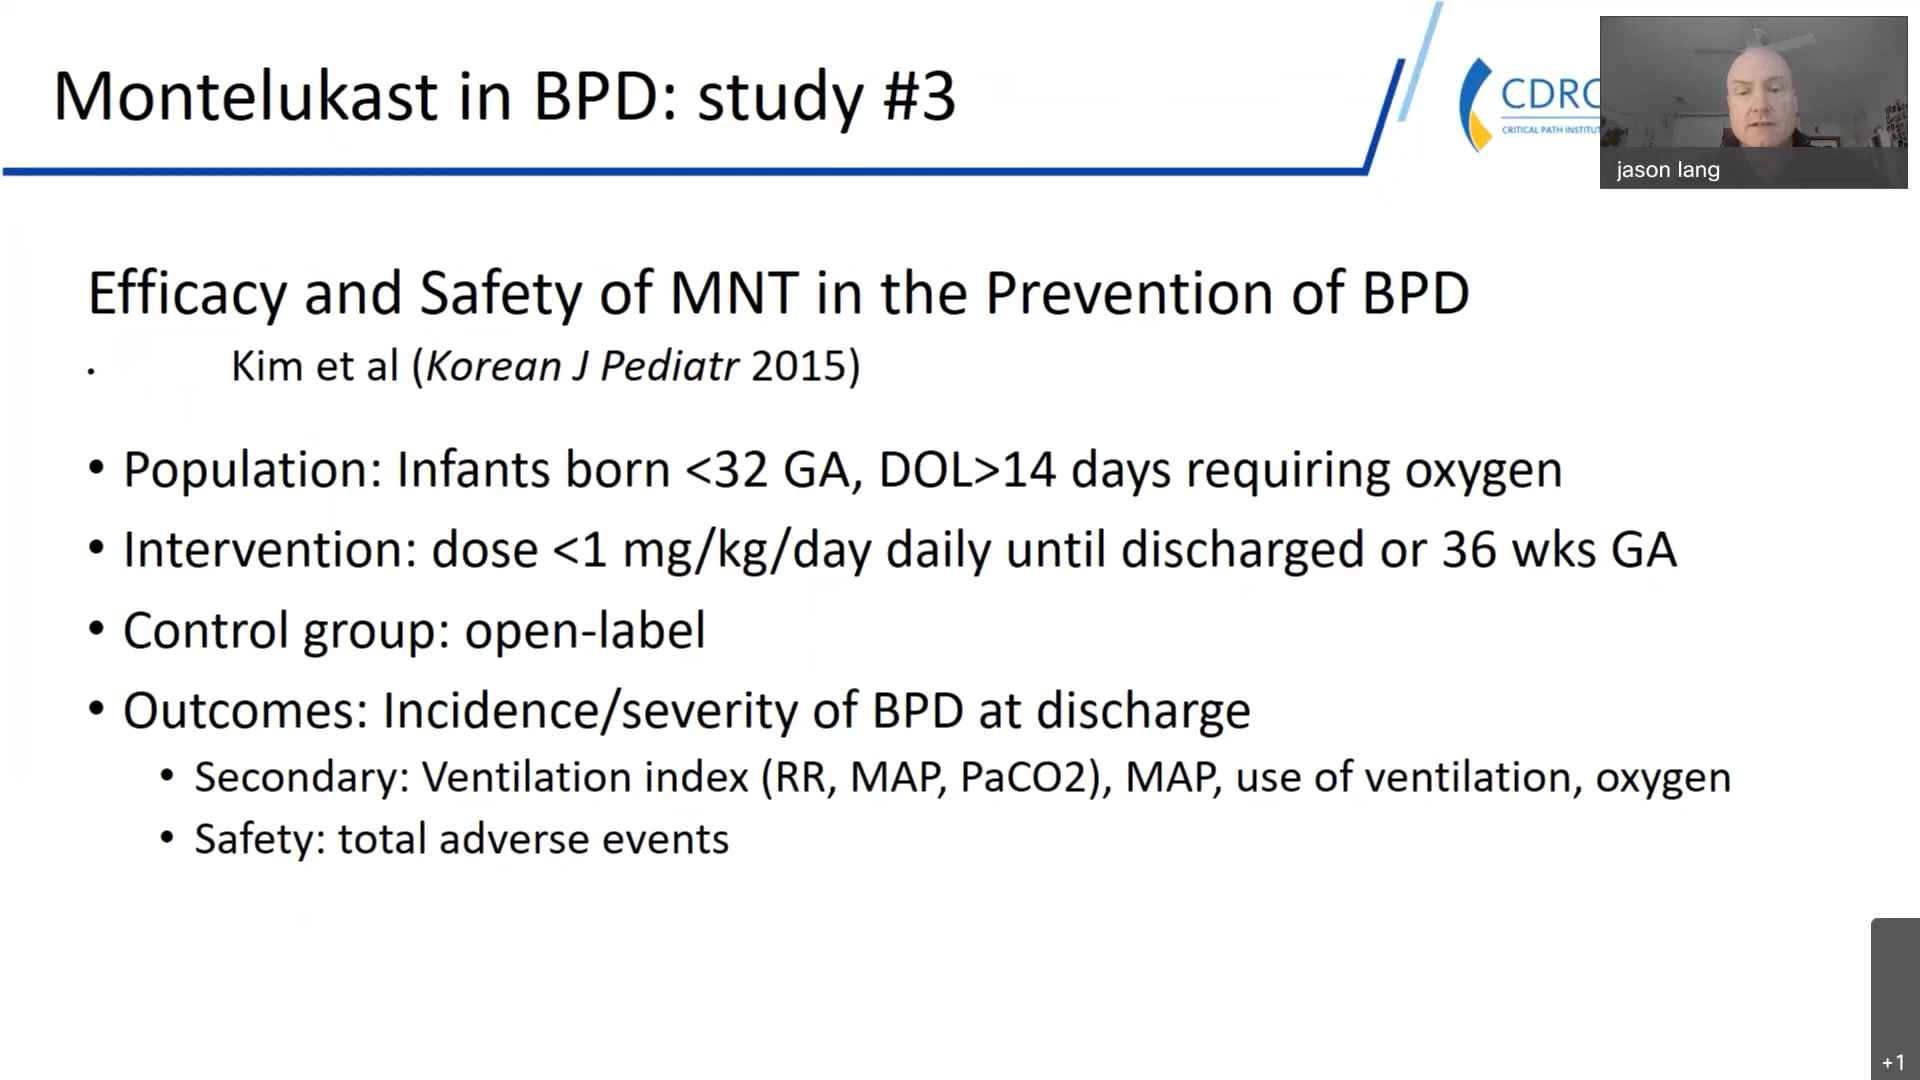 Montelukast in BPD: study #3
CDRC
CRITICAL PATH INSTITU
jason lang
Efficacy and Safety of MNT in the Prevention of BPD
• Kim et al (Korean J Pediatr 2015)
• Population: Infants born <32 GA, DOL>14 days requiring oxygen
• Intervention: dose <1 mg/kg/day daily until discharged or 36 wks GA
• Control group: open-label
• Outcomes: Incidence/severity of BPD at discharge
• Secondary: Ventilation index (RR, MAP, PaCO2), MAP, use of ventilation, oxygen
• Safety: total adverse events
+1